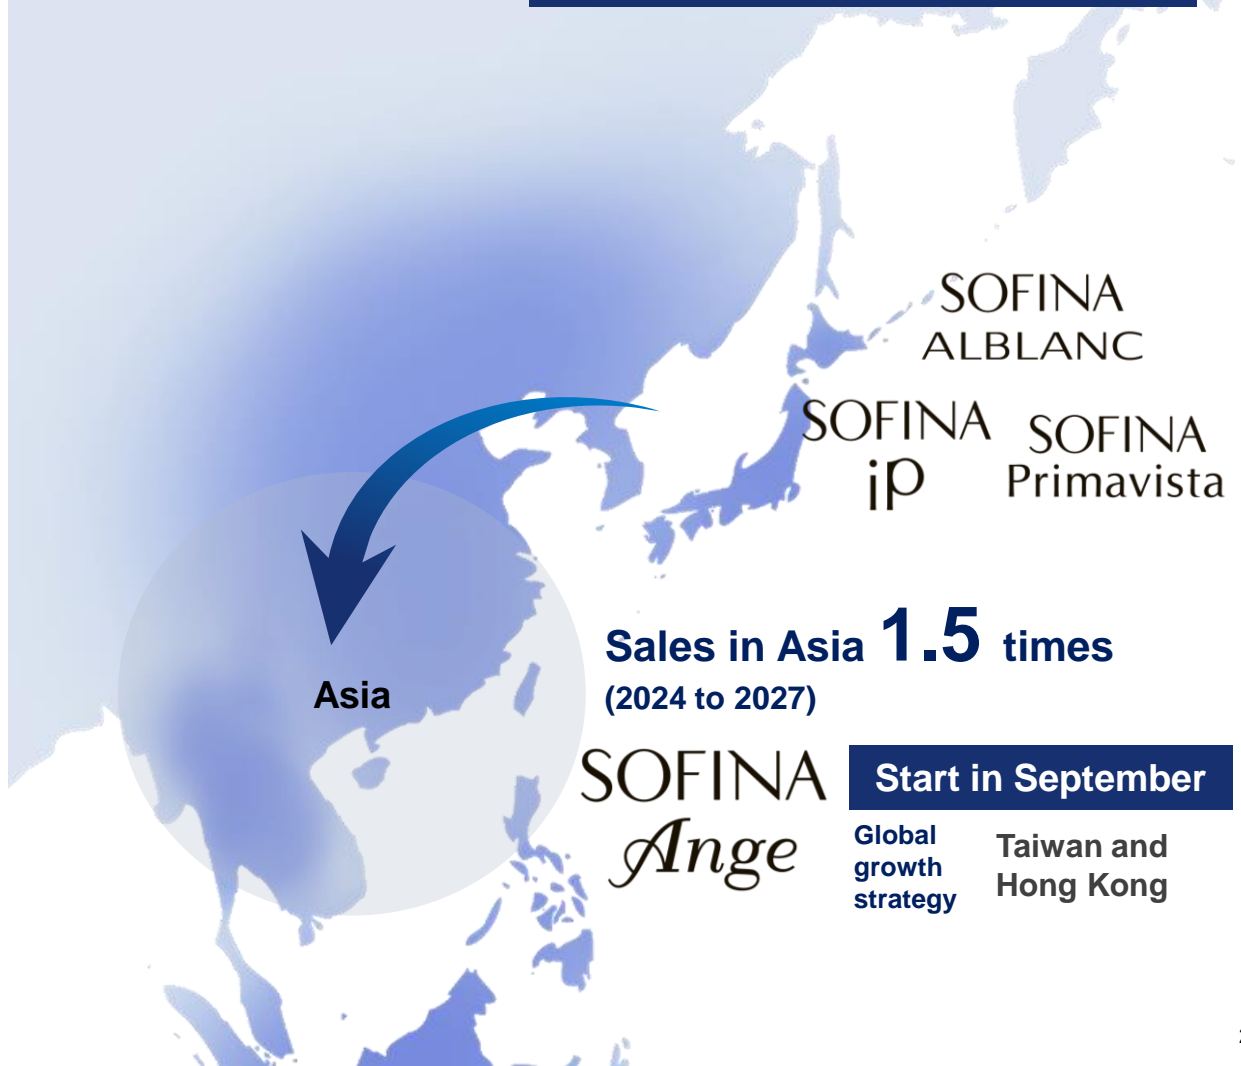 SOFINA
ALBLANC
SOFINA
iP
SOFINA
Primavista
Sales in Asia 1.5 times
(2024 to 2027)
Asia
SOFINA
Ange
Start in September
Global
growth
strategy
Taiwan and
Hong Kong